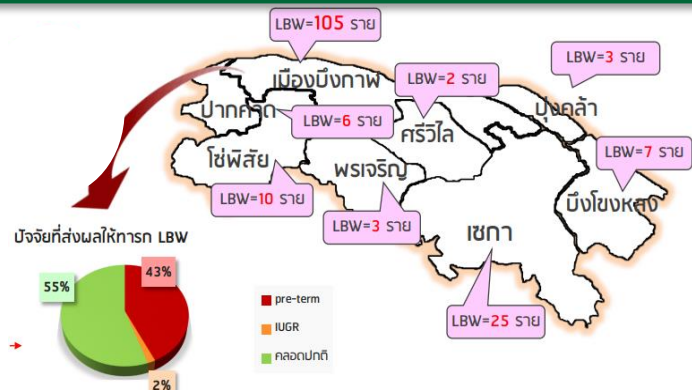 LBW=105 ราย
เมืองบึงกาฬ
LBW=3 ราย
LBW=2 ราย
ปากคาด
LBW=6 ราย
ศรีวิไล
บุ่งคล้า
โซ่พิสัย
พรเจริญ
LBW=7 ราย
LBW=10 ราย
LBW=3 ราย
เซกา
บึงโขงหลง
ปัจจัยที่ส่งผลให้ทารก LBW
55%
43%
2%
pre-term
IUGR
คลอดปกติ
LBW=25 ราย